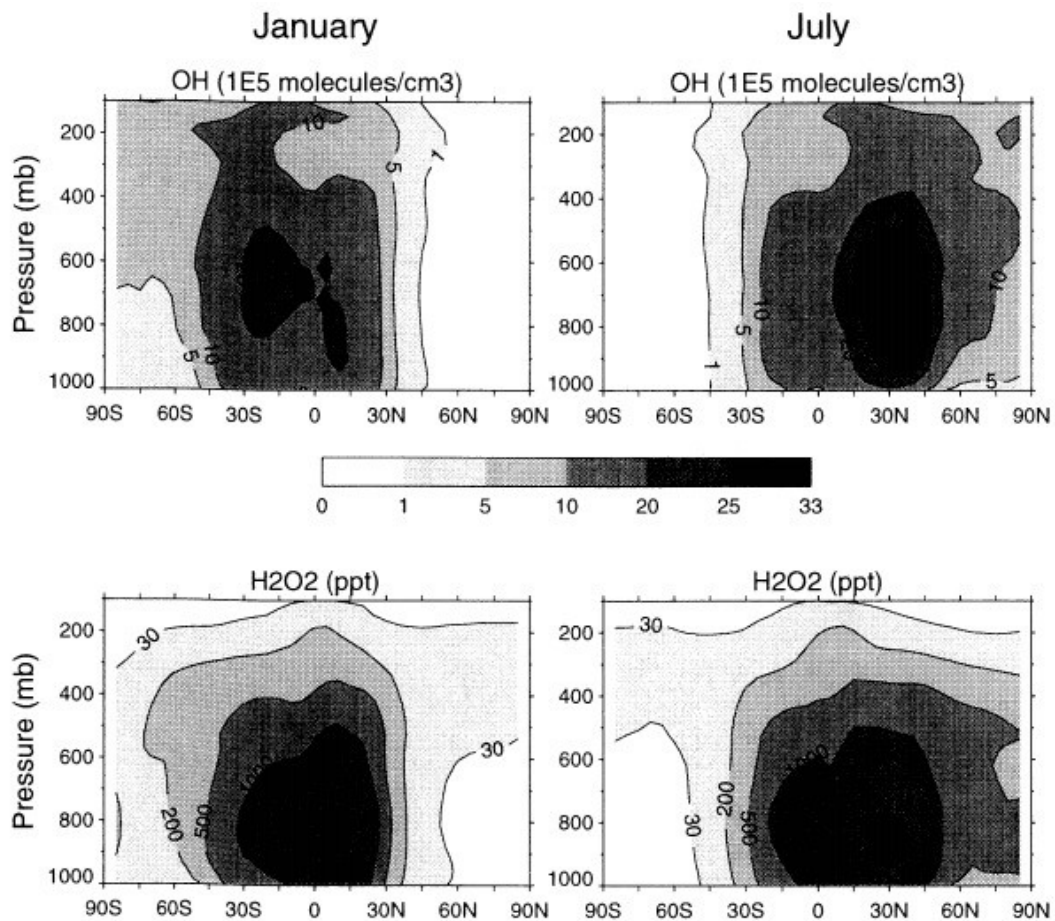 January July
OH (1E5 molecules/cm3) OH (1E5 molecules/cm3)
Pressure (mb)
200 200
400 400
600 600
800 800
1000 1000
10 5 1 5 10
10 1 5 10 5
90S 60S 30S 0 30N 60N 90N 90S 60S 30S 0 30N 60N 90N
0 1 5 10 20 25 33
H2O2 (ppt) H2O2 (ppt)
Pressure (mb)
200 200
400 400
600 600
800 800
1000 1000
30 200 500 1000 30
30 30 200 500
90S 60S 30S 0 30N 60N 90N 90S 60S 30S 0 30N 60N 90N